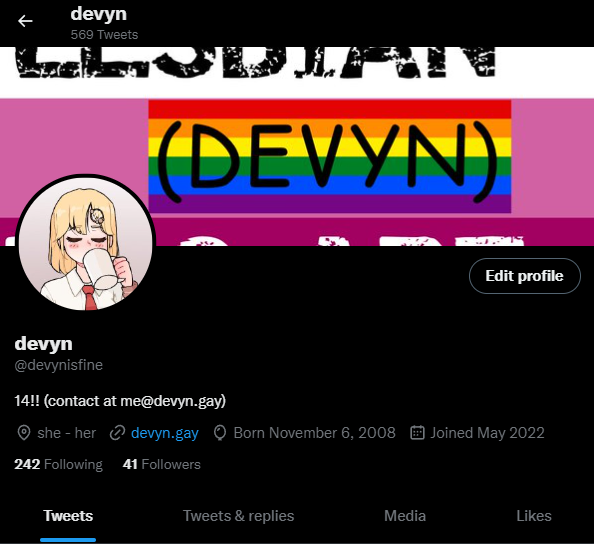 devyn
569 Tweets
LESBIAN
(DEVYN)
Edit profile
devyn
@devynisfine
14!! (contact at me@devyn.gay)
she - her devyn.gay Born November 6, 2008 Joined May 2022
242 Following 41 Followers
Tweets Tweets & replies Media Likes